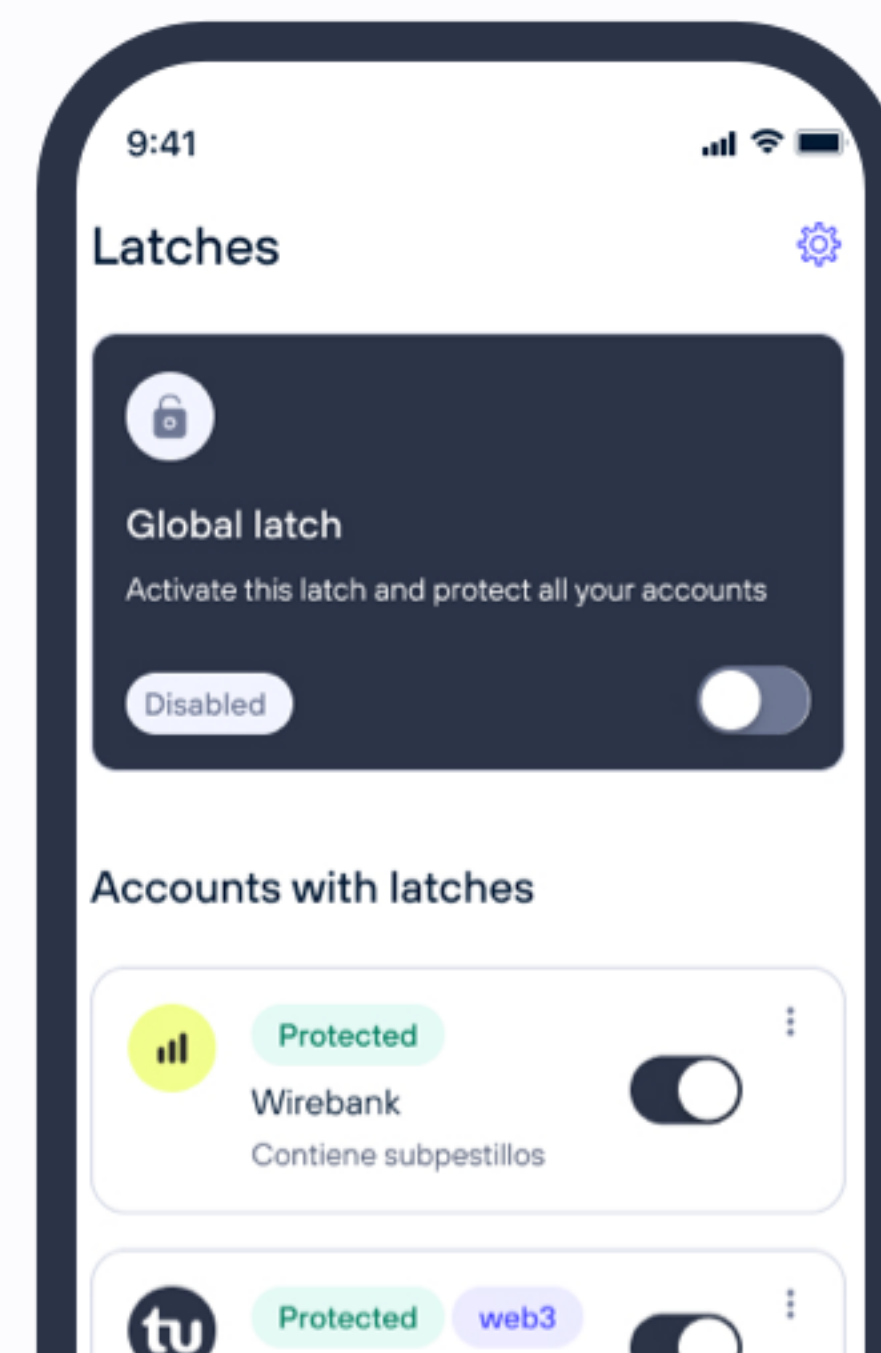 9:41
Latches
Global latch
Activate this latch and protect all your accounts
Disabled
Accounts with latches
Protected
Wirebank
Contiene subpestillos
tu
Protected web3